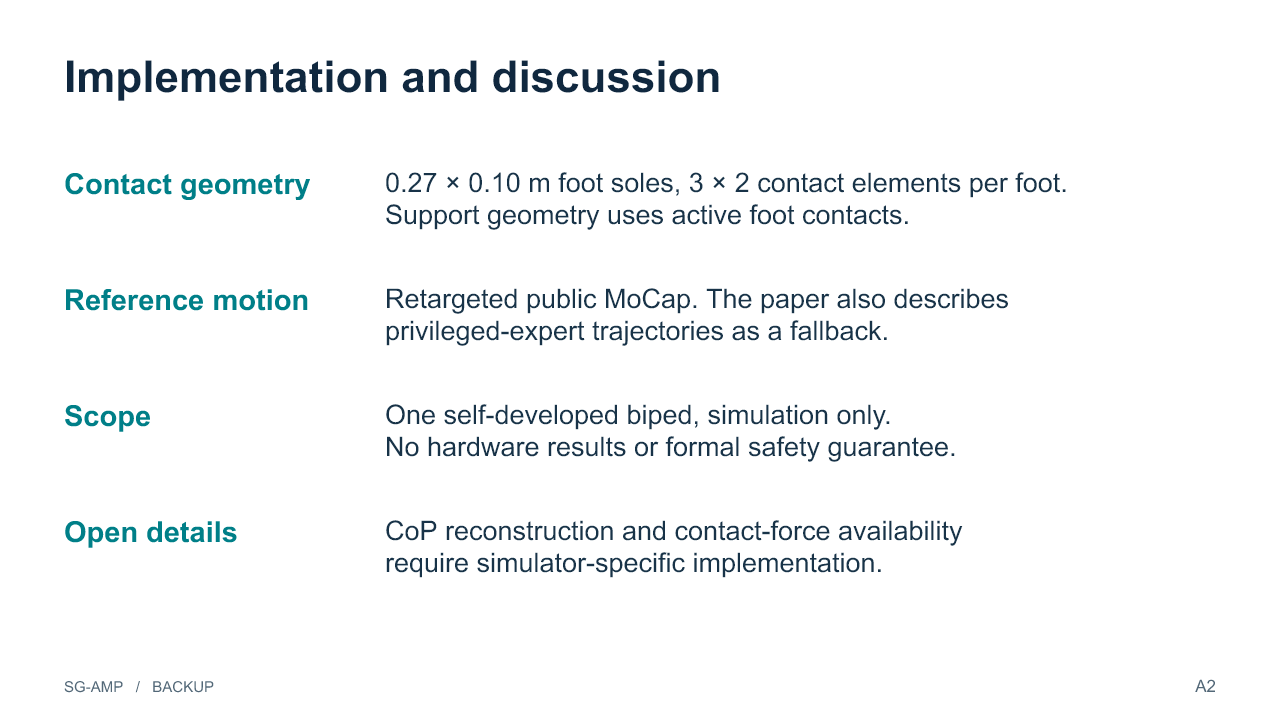 Implementation and discussion
Contact geometry
0.27 × 0.10 m foot soles, 3 × 2 contact elements per foot.
Support geometry uses active foot contacts.
Reference motion
Retargeted public MoCap. The paper also describes
privileged-expert trajectories as a fallback.
Scope
One self-developed biped, simulation only.
No hardware results or formal safety guarantee.
Open details
CoP reconstruction and contact-force availability
require simulator-specific implementation.
SG-AMP / BACKUP
A2